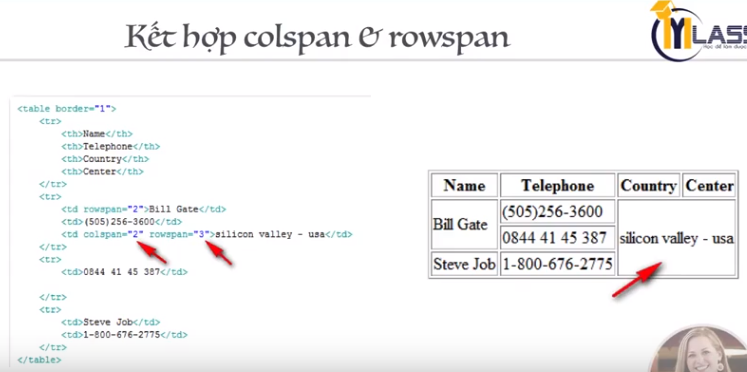 Kết hợp colspan & rowspan
YLASS
Học để làm được
<table border="1">
<tr>
<th>Name</th>
<th>Telephone</th>
<th>Country</th>
<th>Center</th>
</tr>
<tr>
<td rowspan="2">Bill Gate</td>
<td>(505)256-3600</td>
<td colspan="2" rowspan="3">silicon valley - usa</td>
</tr>
<tr>
<td>0844 41 45 387</td>
</tr>
<tr>
<td>Steve Job</td>
<td>1-800-676-2775</td>
</tr>
</table>
Name Telephone Country Center
Bill Gate (505)256-3600 silicon valley - usa
0844 41 45 387
Steve Job 1-800-676-2775